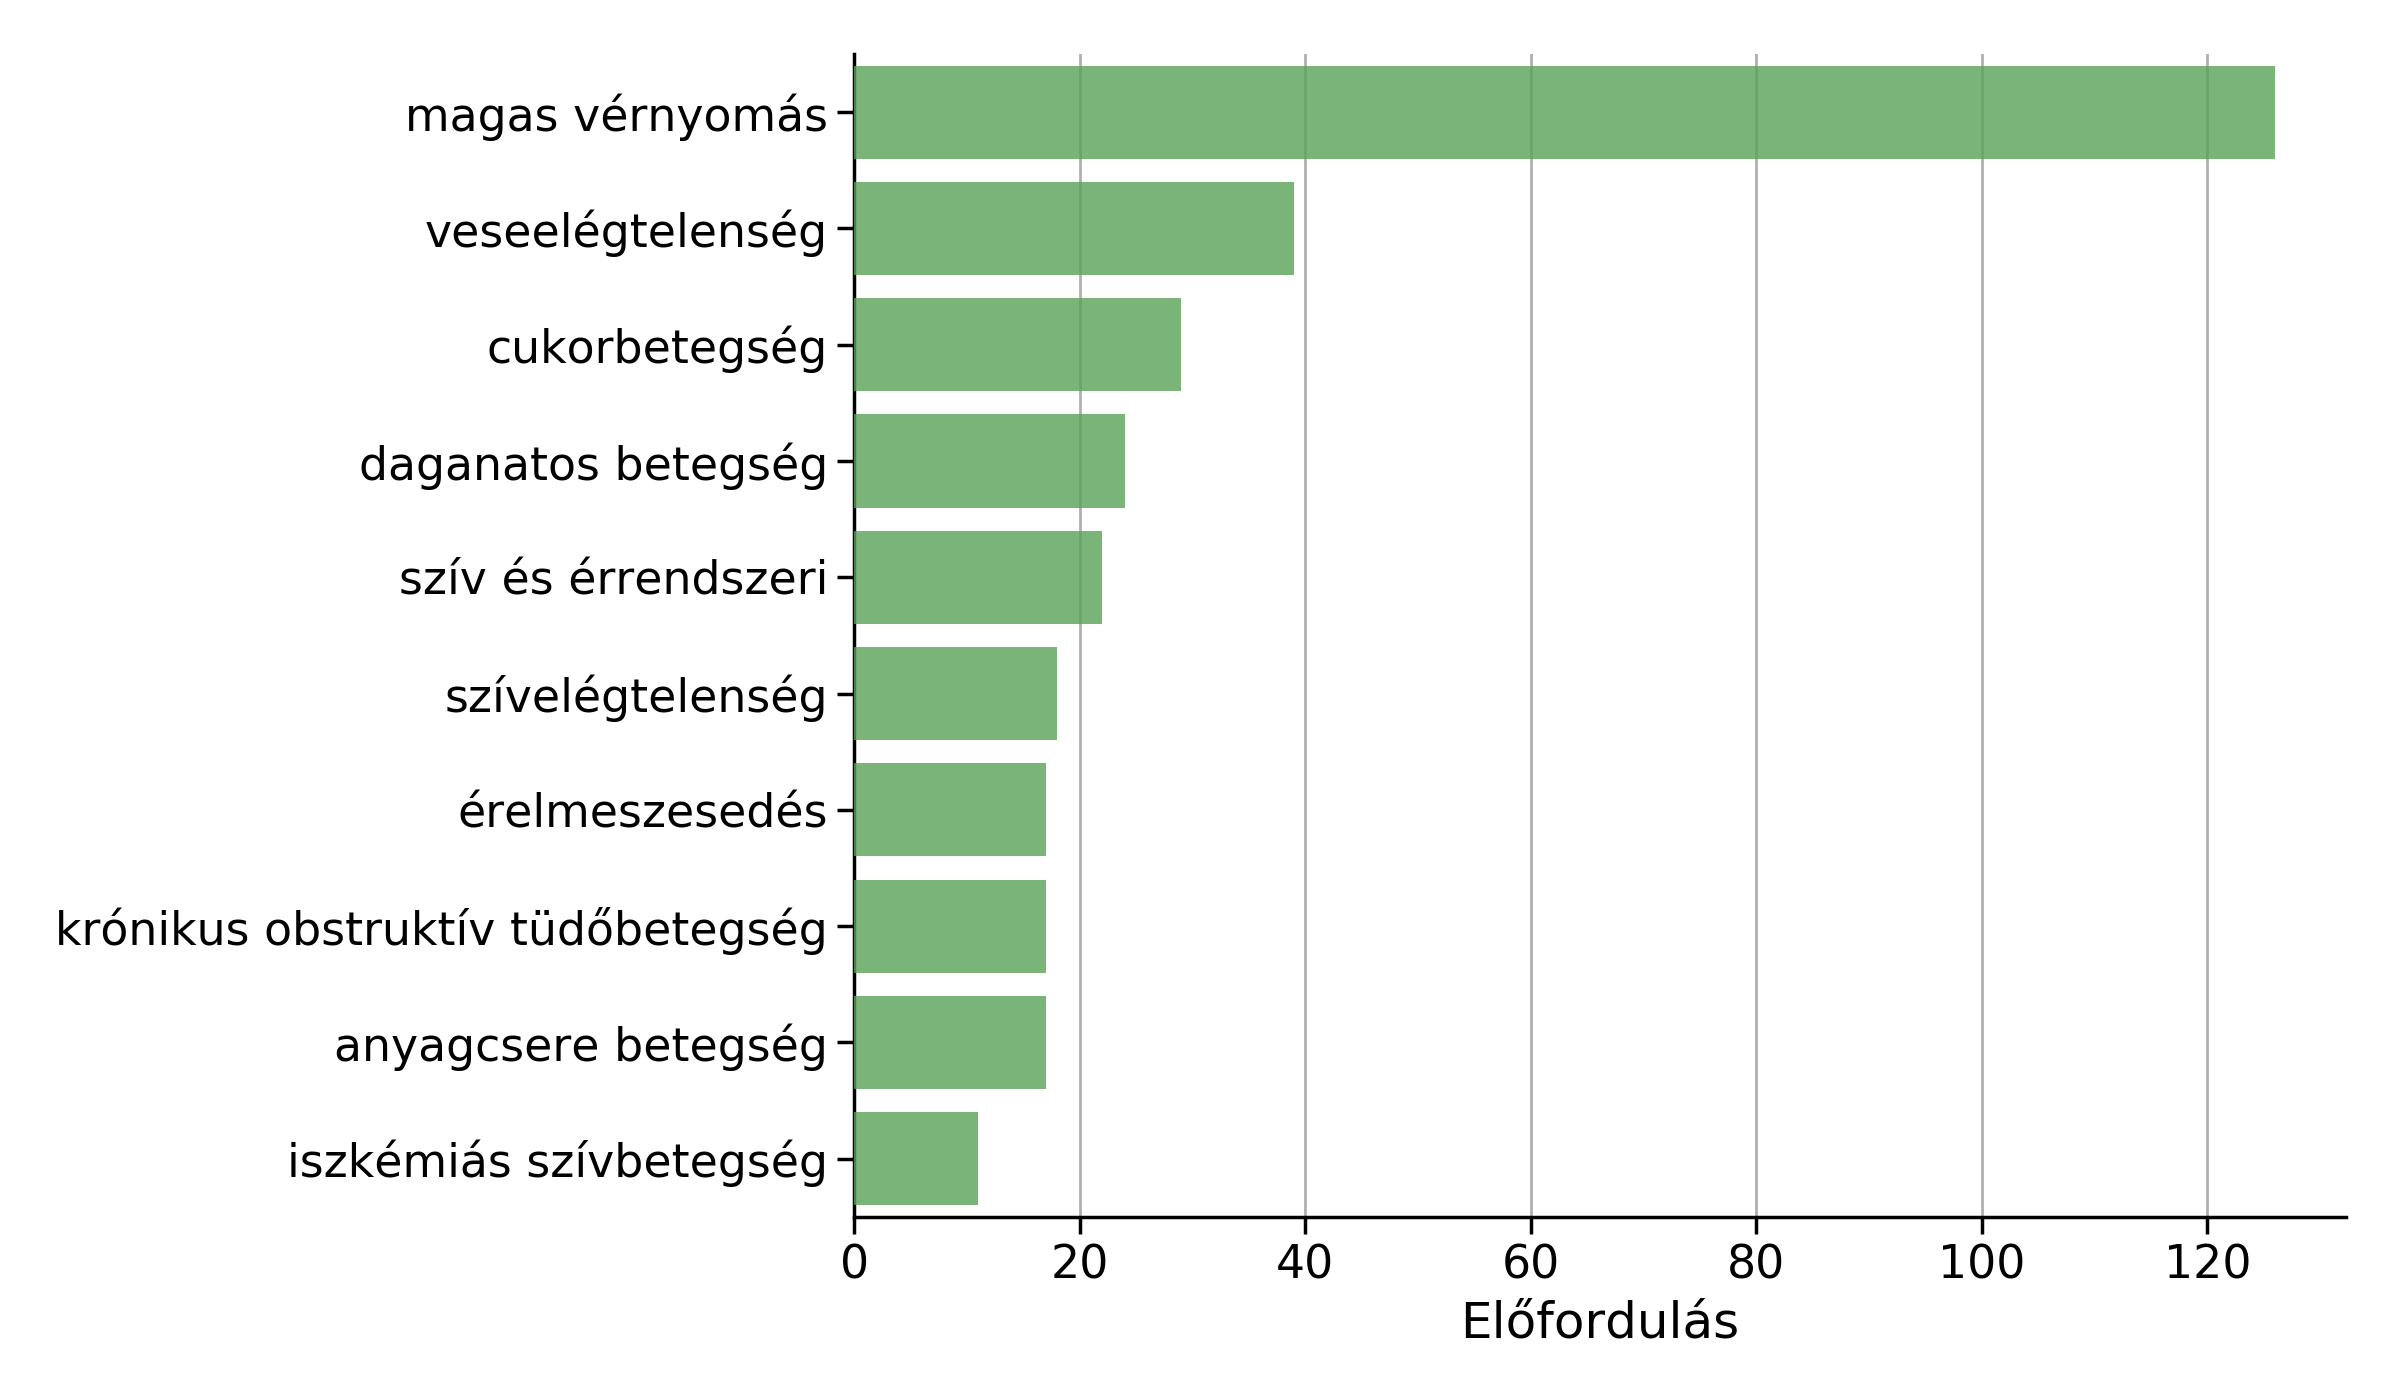 magas vérnyomás
veseelégtelenség
cukorbetegség
daganatos betegség
szív és érrendszeri
szívelégtelenség
érelmeszesedés
krónikus obstruktív tüdőbetegség
anyagcsere betegség
iszkémiás szívbetegség
0 20 40 60 80 100 120
Előfordulás